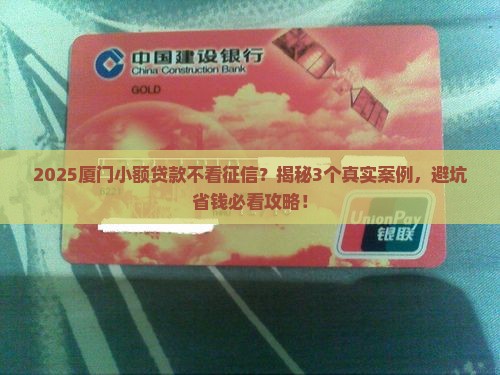 中国建设银行
China Construction Bank
GOLD
2025厦门小额贷款不看征信？揭秘3个真实案例，避坑
省钱必看攻略！
UnionPay
银联